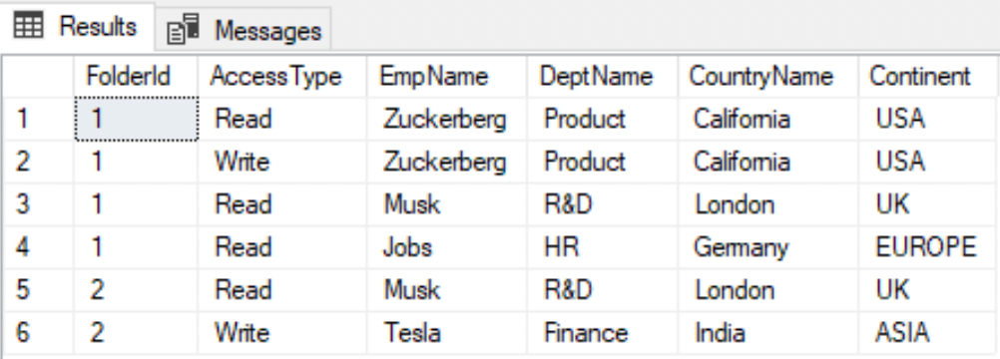 Results Messages
FolderId AccessType EmpName DeptName CountryName Continent
1 1 Read Zuckerberg Product California USA
2 1 Write Zuckerberg Product California USA
3 1 Read Musk R&D London UK
4 1 Read Jobs HR Germany EUROPE
5 2 Read Musk R&D London UK
6 2 Write Tesla Finance India ASIA